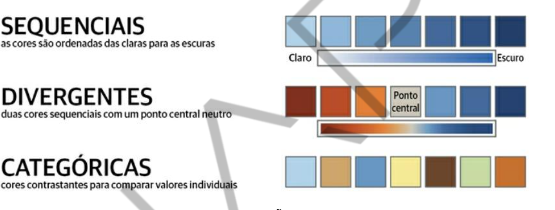 SEQUENCIAIS
as cores são ordenadas das claras para as escuras
Claro
Escuro
DIVERGENTES
duas cores sequenciais com um ponto central neutro
Ponto
central
CATEGÓRICAS
cores contrastantes para comparar valores individuais